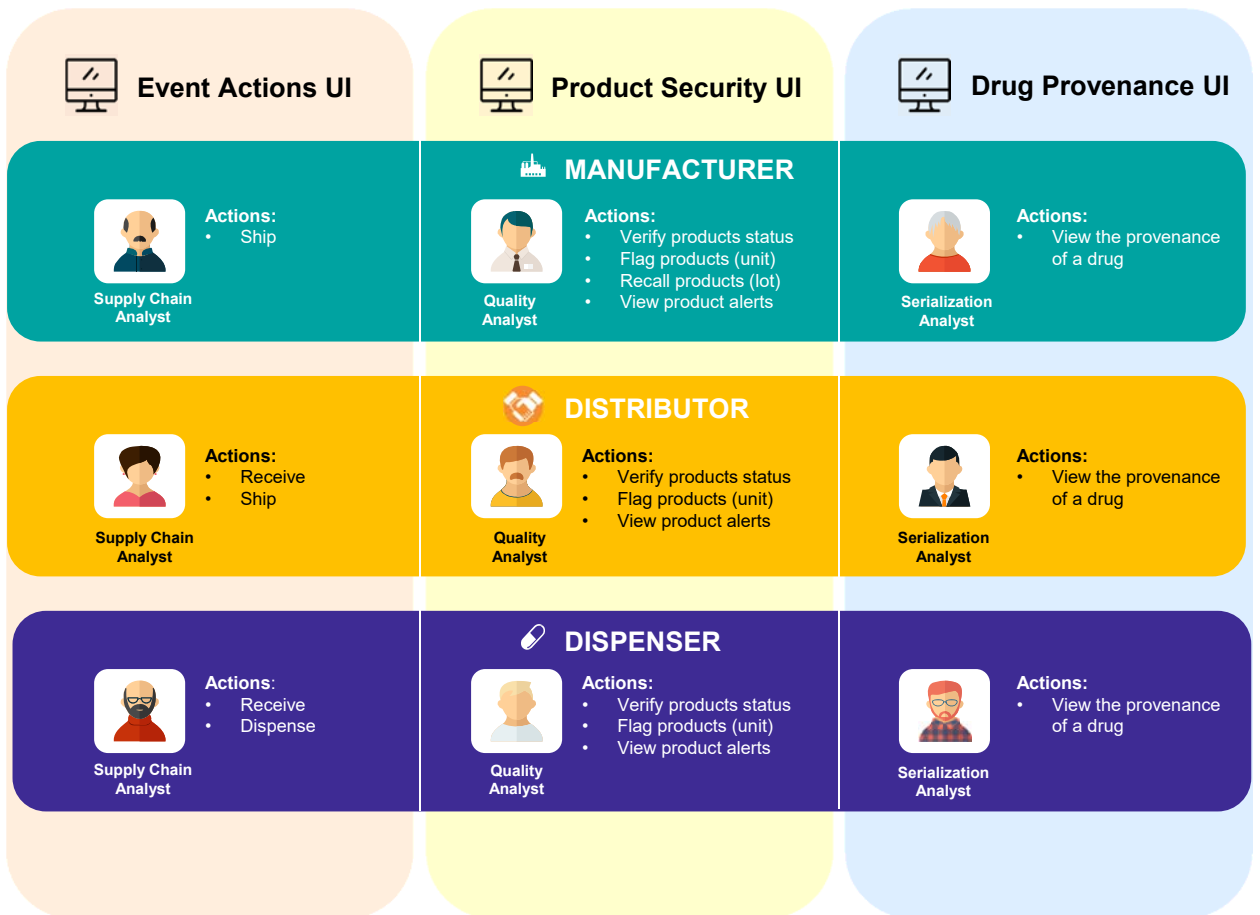 Event Actions UI
Product Security UI
Drug Provenance UI
MANUFACTURER
Actions:
• Ship
Supply Chain
Analyst
Actions:
• Verify products status
• Flag products (unit)
• Recall products (lot)
• View product alerts
Quality
Analyst
Actions:
• View the provenance
of a drug
Serialization
Analyst
DISTRIBUTOR
Actions:
• Receive
• Ship
Supply Chain
Analyst
Actions:
• Verify products status
• Flag products (unit)
• View product alerts
Quality
Analyst
Actions:
• View the provenance
of a drug
Serialization
Analyst
DISPENSER
Actions:
• Receive
• Dispense
Supply Chain
Analyst
Actions:
• Verify products status
• Flag products (unit)
• View product alerts
Quality
Analyst
Actions:
• View the provenance
of a drug
Serialization
Analyst